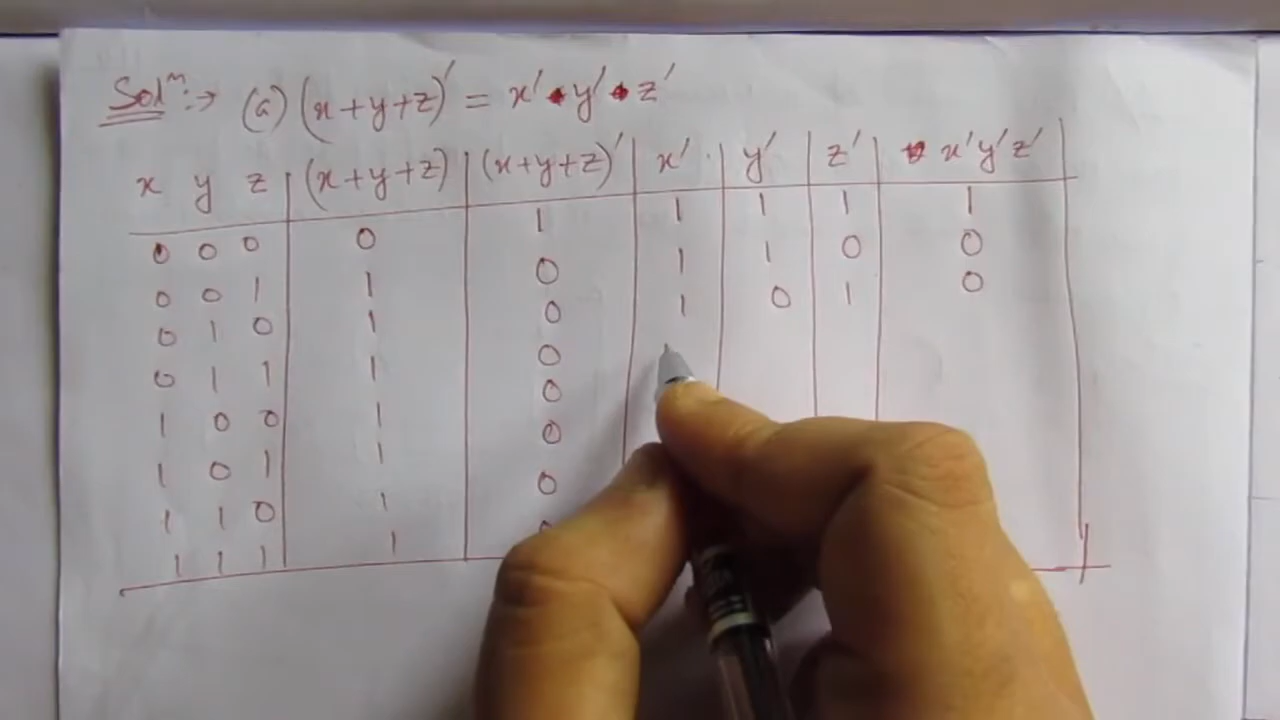 Solⁿ:→ (a) (x+y+z)' = x' • y' • z'
x y z (x+y+z) (x+y+z)' x' y' z' x'y'z'
0 0 0 0 1 1 1 1 1
0 0 1 1 0 1 1 0 0
0 1 0 1 0 1 0 1 0
0 1 1 1 0
1 0 0 1 0
1 0 1 1 0
1 1 0 1 0
1 1 1 1